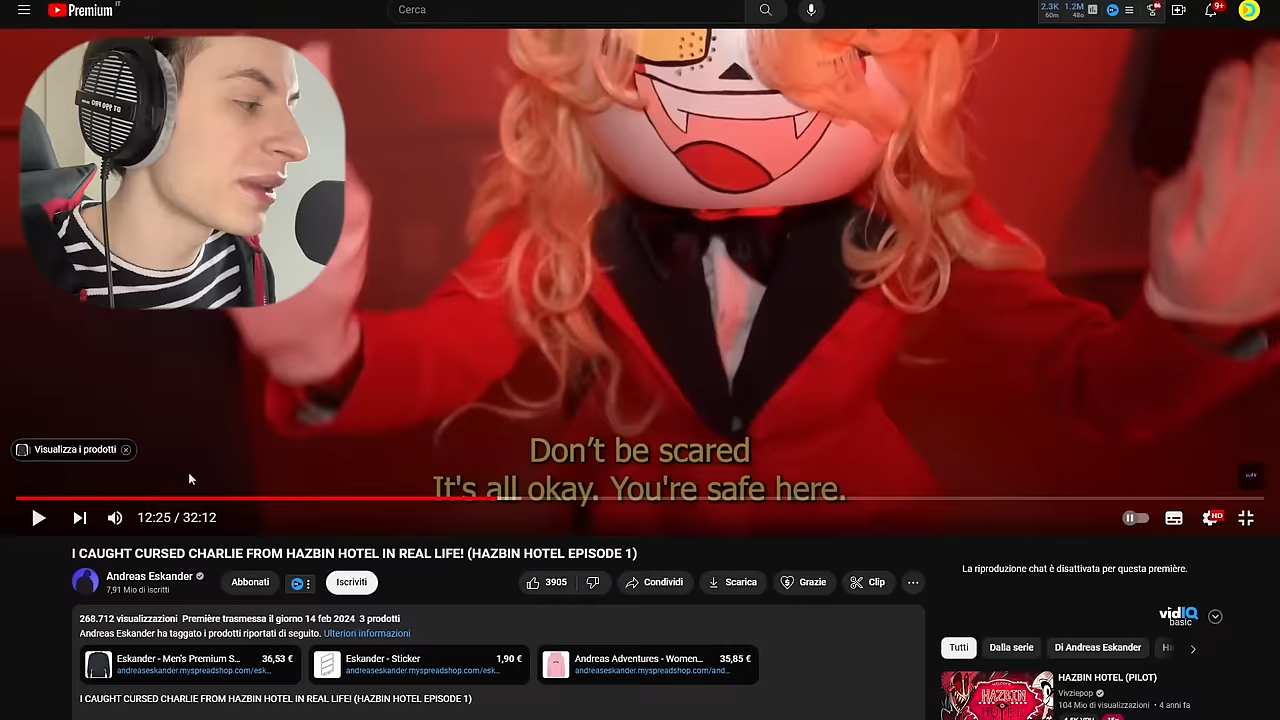 Premium IT
Cerca
2.3K 1.2M
60m 48o
9+
DT 990 PRO
Don't be scared
It's all okay. You're safe here.
Visualizza i prodotti
12:25 / 32:12
HD
I CAUGHT CURSED CHARLIE FROM HAZBIN HOTEL IN REAL LIFE! (HAZBIN HOTEL EPISODE 1)
La riproduzione chat è disattivata per questa première.
Andreas Eskander
7,91 Mio di iscritti
Abbonati
Iscriviti
3905
Condividi
Scarica
Grazie
Clip
268.712 visualizzazioni Première trasmessa il giorno 14 feb 2024 3 prodotti
Andreas Eskander ha taggato i prodotti riportati di seguito. Ulteriori informazioni
Eskander - Men's Premium S... 36,53 €
andreaseskander.myspreadshop.com/esk...
Eskander - Sticker 1,90 €
andreaseskander.myspreadshop.com/esk...
Andreas Adventures - Women... 35,85 €
andreaseskander.myspreadshop.com/and...
I CAUGHT CURSED CHARLIE FROM HAZBIN HOTEL IN REAL LIFE! (HAZBIN HOTEL EPISODE 1)
vidIQ
basic
Tutti
Dalla serie
Di Andreas Eskander
Ha
HAZBIN HOTEL (PILOT)
Vivziepop
104 Mio di visualizzazioni • 4 anni fa
HAZBIN
HOTEL